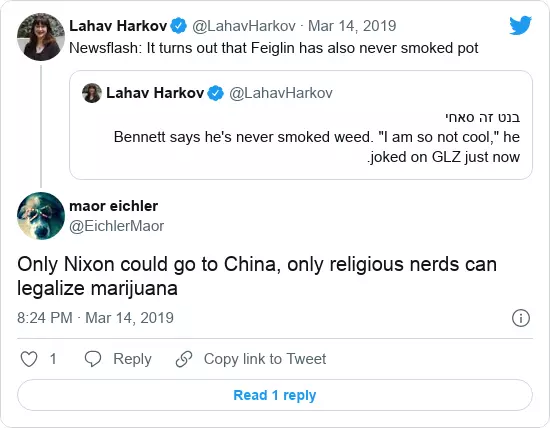 Lahav Harkov @LahavHarkov · Mar 14, 2019
Newsflash: It turns out that Feiglin has also never smoked pot
Lahav Harkov @LahavHarkov
בנט זה סאחי
Bennett says he's never smoked weed. "I am so not cool," he
.joked on GLZ just now
maor eichler
@EichlerMaor
Only Nixon could go to China, only religious nerds can
legalize marijuana
8:24 PM · Mar 14, 2019
1 Reply Copy link to Tweet
Read 1 reply